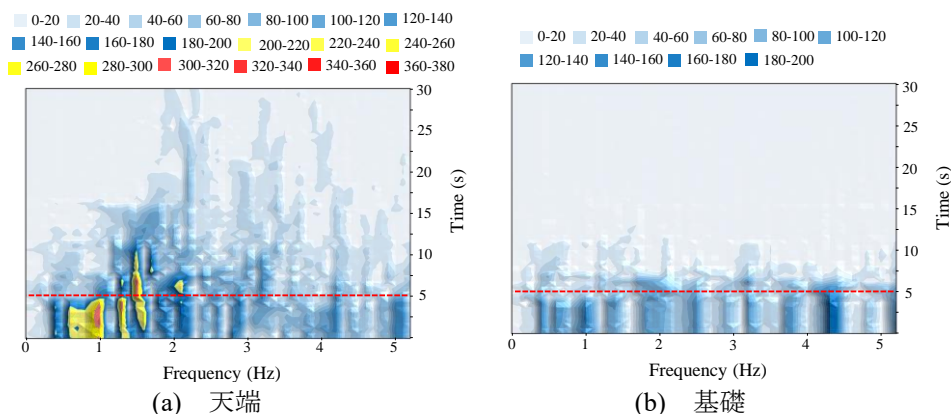 0-20 20-40 40-60 60-80 80-100 100-120 120-140
140-160 160-180 180-200 200-220 220-240 240-260
260-280 280-300 300-320 320-340 340-360 360-380
30
25
20
15
10
5
Time (s)
0 1 2 3 4 5
Frequency (Hz)
(a) 天端
0-20 20-40 40-60 60-80 80-100 100-120
120-140 140-160 160-180 180-200
30
25
20
15
10
5
Time (s)
0 1 2 3 4 5
Frequency (Hz)
(b) 基礎